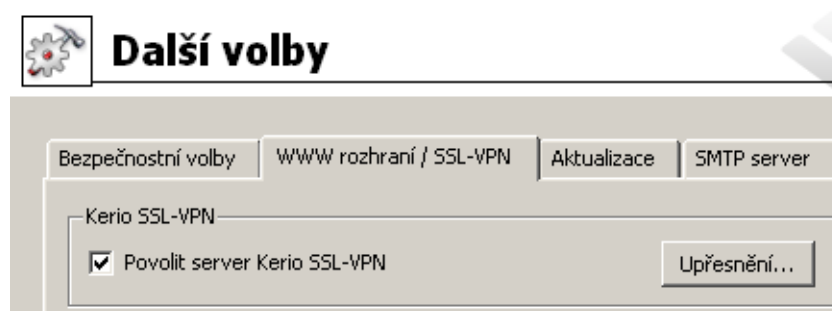 Další volby
Bezpečnostní volby WWW rozhraní / SSL-VPN Aktualizace SMTP server
Kerio SSL-VPN
Povolit server Kerio SSL-VPN Upřesnění...